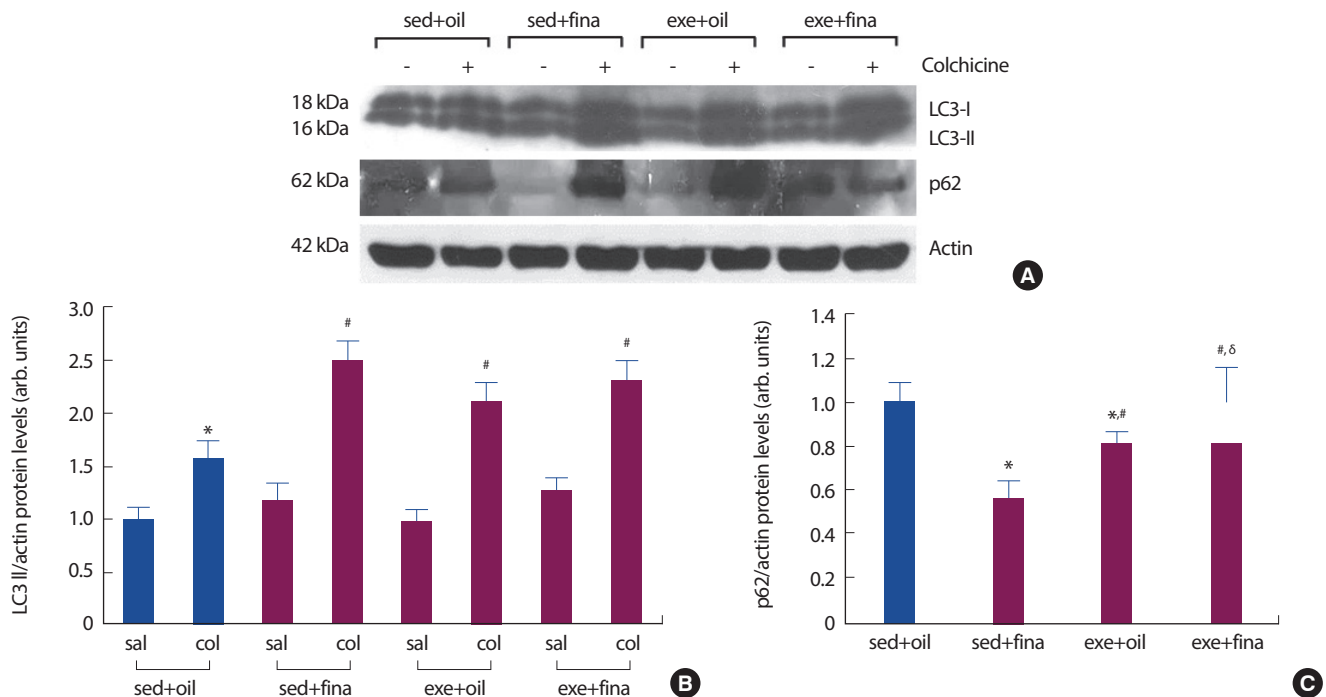 sed+oil sed+fina exe+oil exe+fina
- + - + - + - + Colchicine
18 kDa LC3-I
16 kDa LC3-II
62 kDa p62
42 kDa Actin
A
LC3 II/actin protein levels (arb. units)
3.0
2.5
2.0
1.5
1.0
0.5
0
*
#
#
#
sal col sal col sal col sal col
sed+oil sed+fina exe+oil exe+fina
B
p62/actin protein levels (arb. units)
1.4
1.2
1.0
0.8
0.6
0.4
0.2
0
*
*,#
#, δ
sed+oil sed+fina exe+oil exe+fina
C